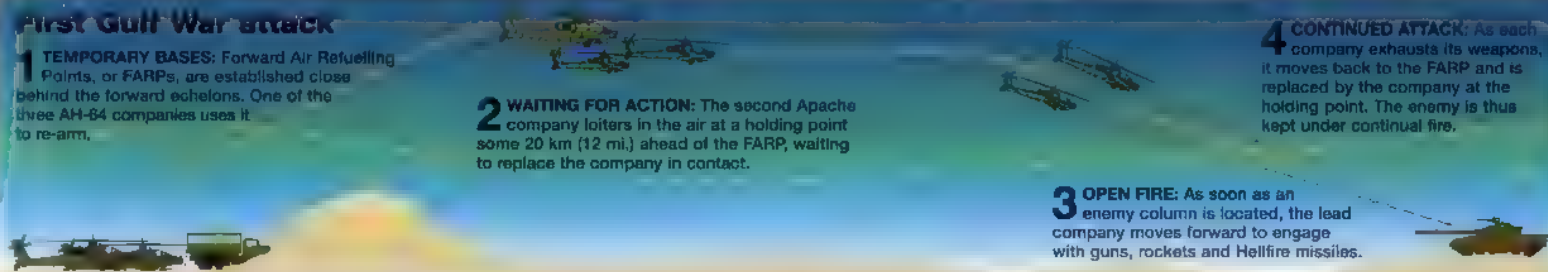 First Gulf War attack
1 TEMPORARY BASES: Forward Air Refuelling
Points, or FARPs, are established close
behind the forward echelons. One of the
three AH-64 companies uses it
to re-arm.
2 WAITING FOR ACTION: The second Apache
company loiters in the air at a holding point
some 20 km (12 mi.) ahead of the FARP, waiting
to replace the company in contact.
3 OPEN FIRE: As soon as an
enemy column is located, the lead
company moves forward to engage
with guns, rockets and Hellfire missiles.
4 CONTINUED ATTACK: As each
company exhausts its weapons,
it moves back to the FARP and is
replaced by the company at the
holding point. The enemy is thus
kept under continual fire.